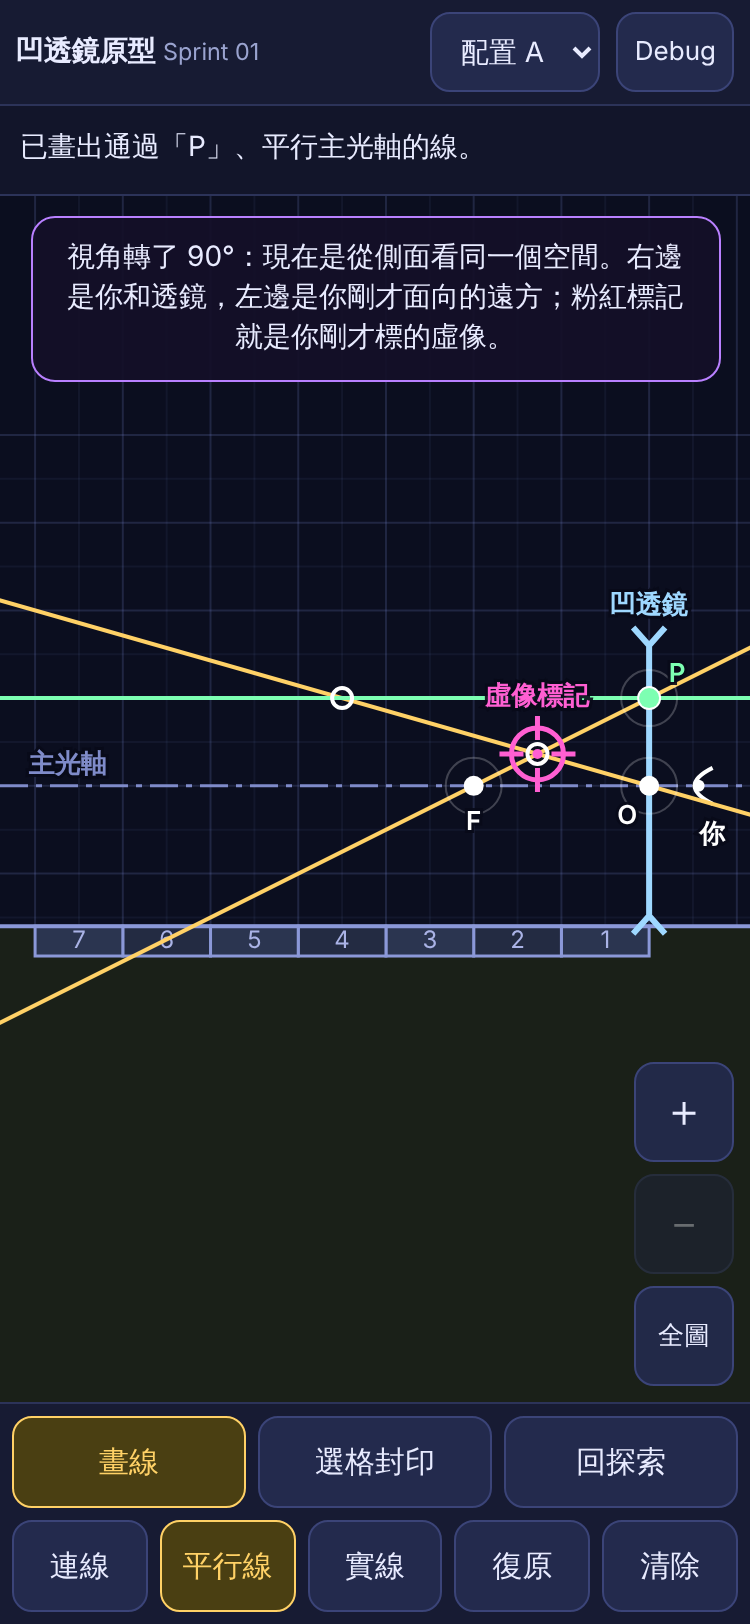 凹透鏡原型 Sprint 01
配置 A
Debug
已畫出通過「P」、平行主光軸的線。
視角轉了 90°：現在是從側面看同一個空間。右邊
是你和透鏡，左邊是你剛才面向的遠方；粉紅標記
就是你剛才標的虛像。
凹透鏡
P
虛像標記
主光軸
F
O
你
7 6 5 4 3 2 1
+
−
全圖
畫線 選格封印 回探索
連線 平行線 實線 復原 清除